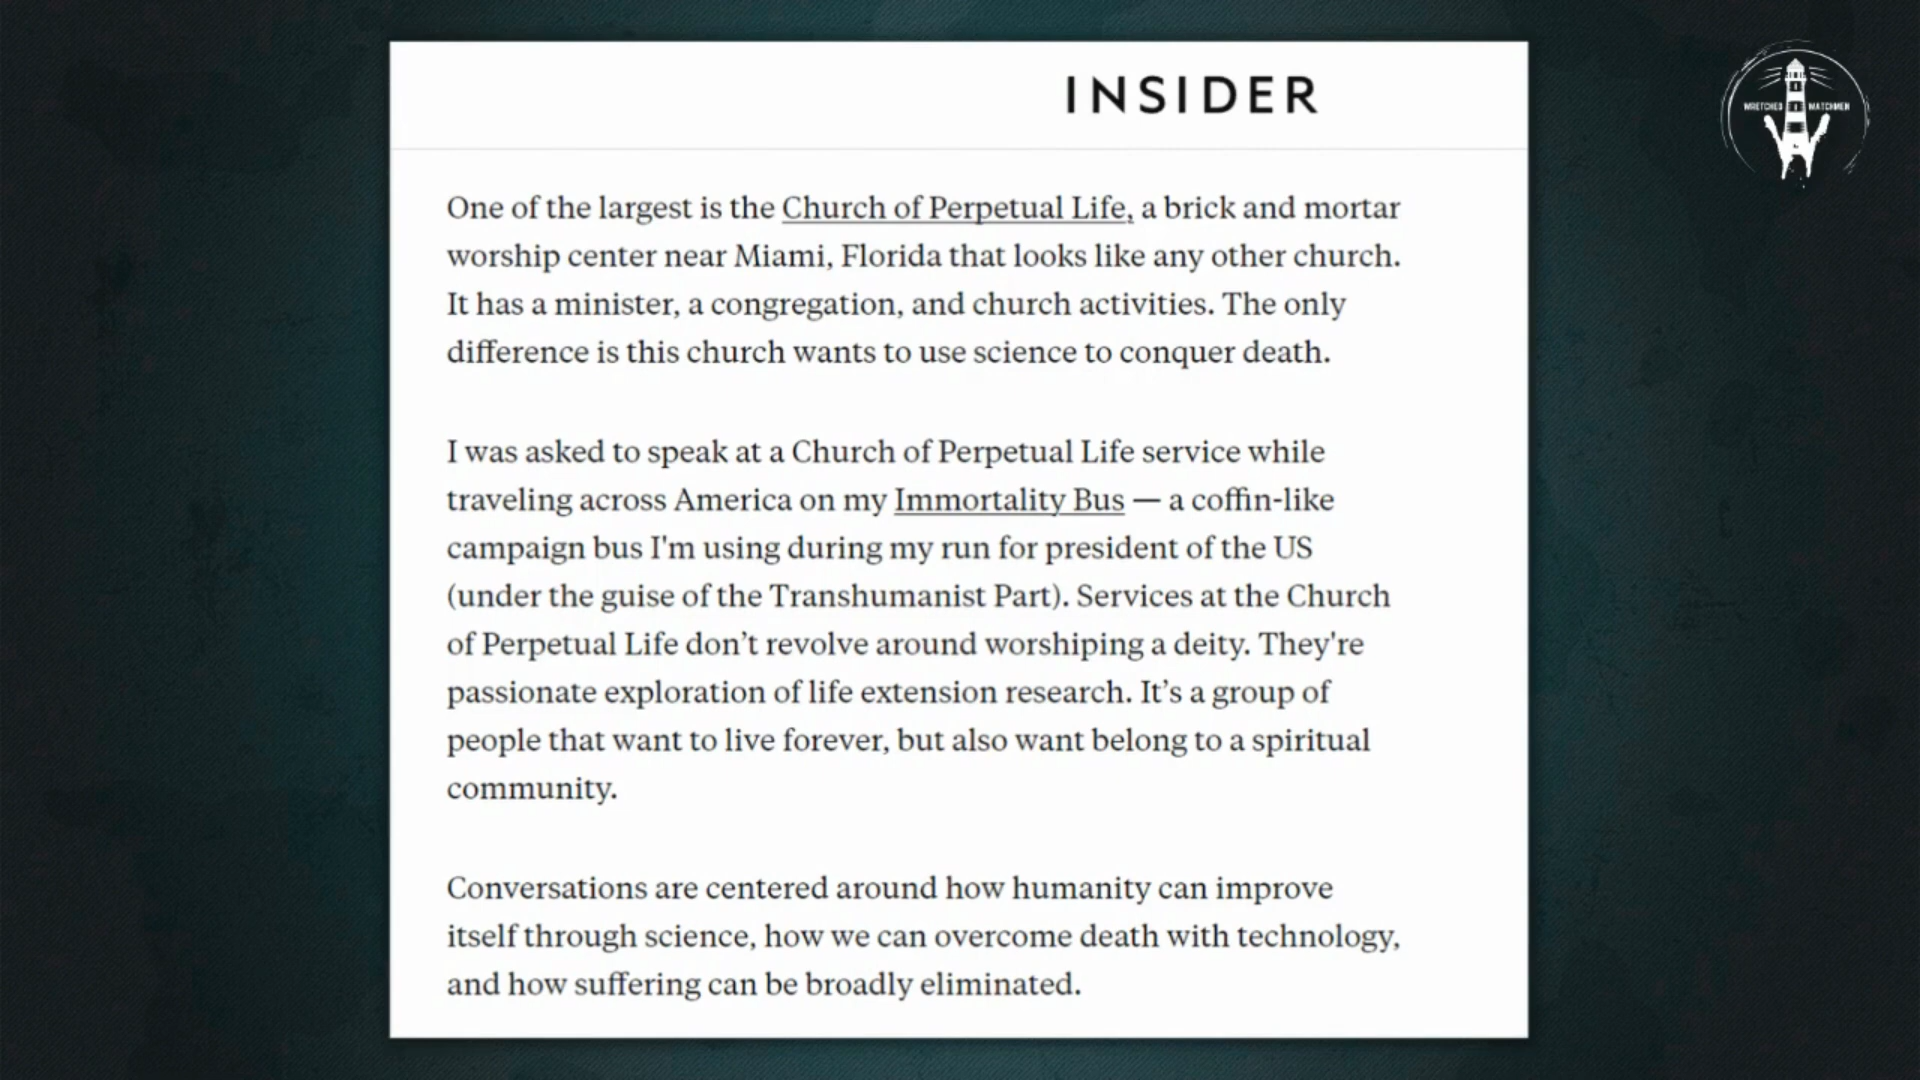 INSIDER
WRETCHED WATCHMEN
One of the largest is the Church of Perpetual Life, a brick and mortar
worship center near Miami, Florida that looks like any other church.
It has a minister, a congregation, and church activities. The only
difference is this church wants to use science to conquer death.
I was asked to speak at a Church of Perpetual Life service while
traveling across America on my Immortality Bus — a coffin-like
campaign bus I'm using during my run for president of the US
(under the guise of the Transhumanist Part). Services at the Church
of Perpetual Life don’t revolve around worshiping a deity. They're
passionate exploration of life extension research. It’s a group of
people that want to live forever, but also want belong to a spiritual
community.
Conversations are centered around how humanity can improve
itself through science, how we can overcome death with technology,
and how suffering can be broadly eliminated.